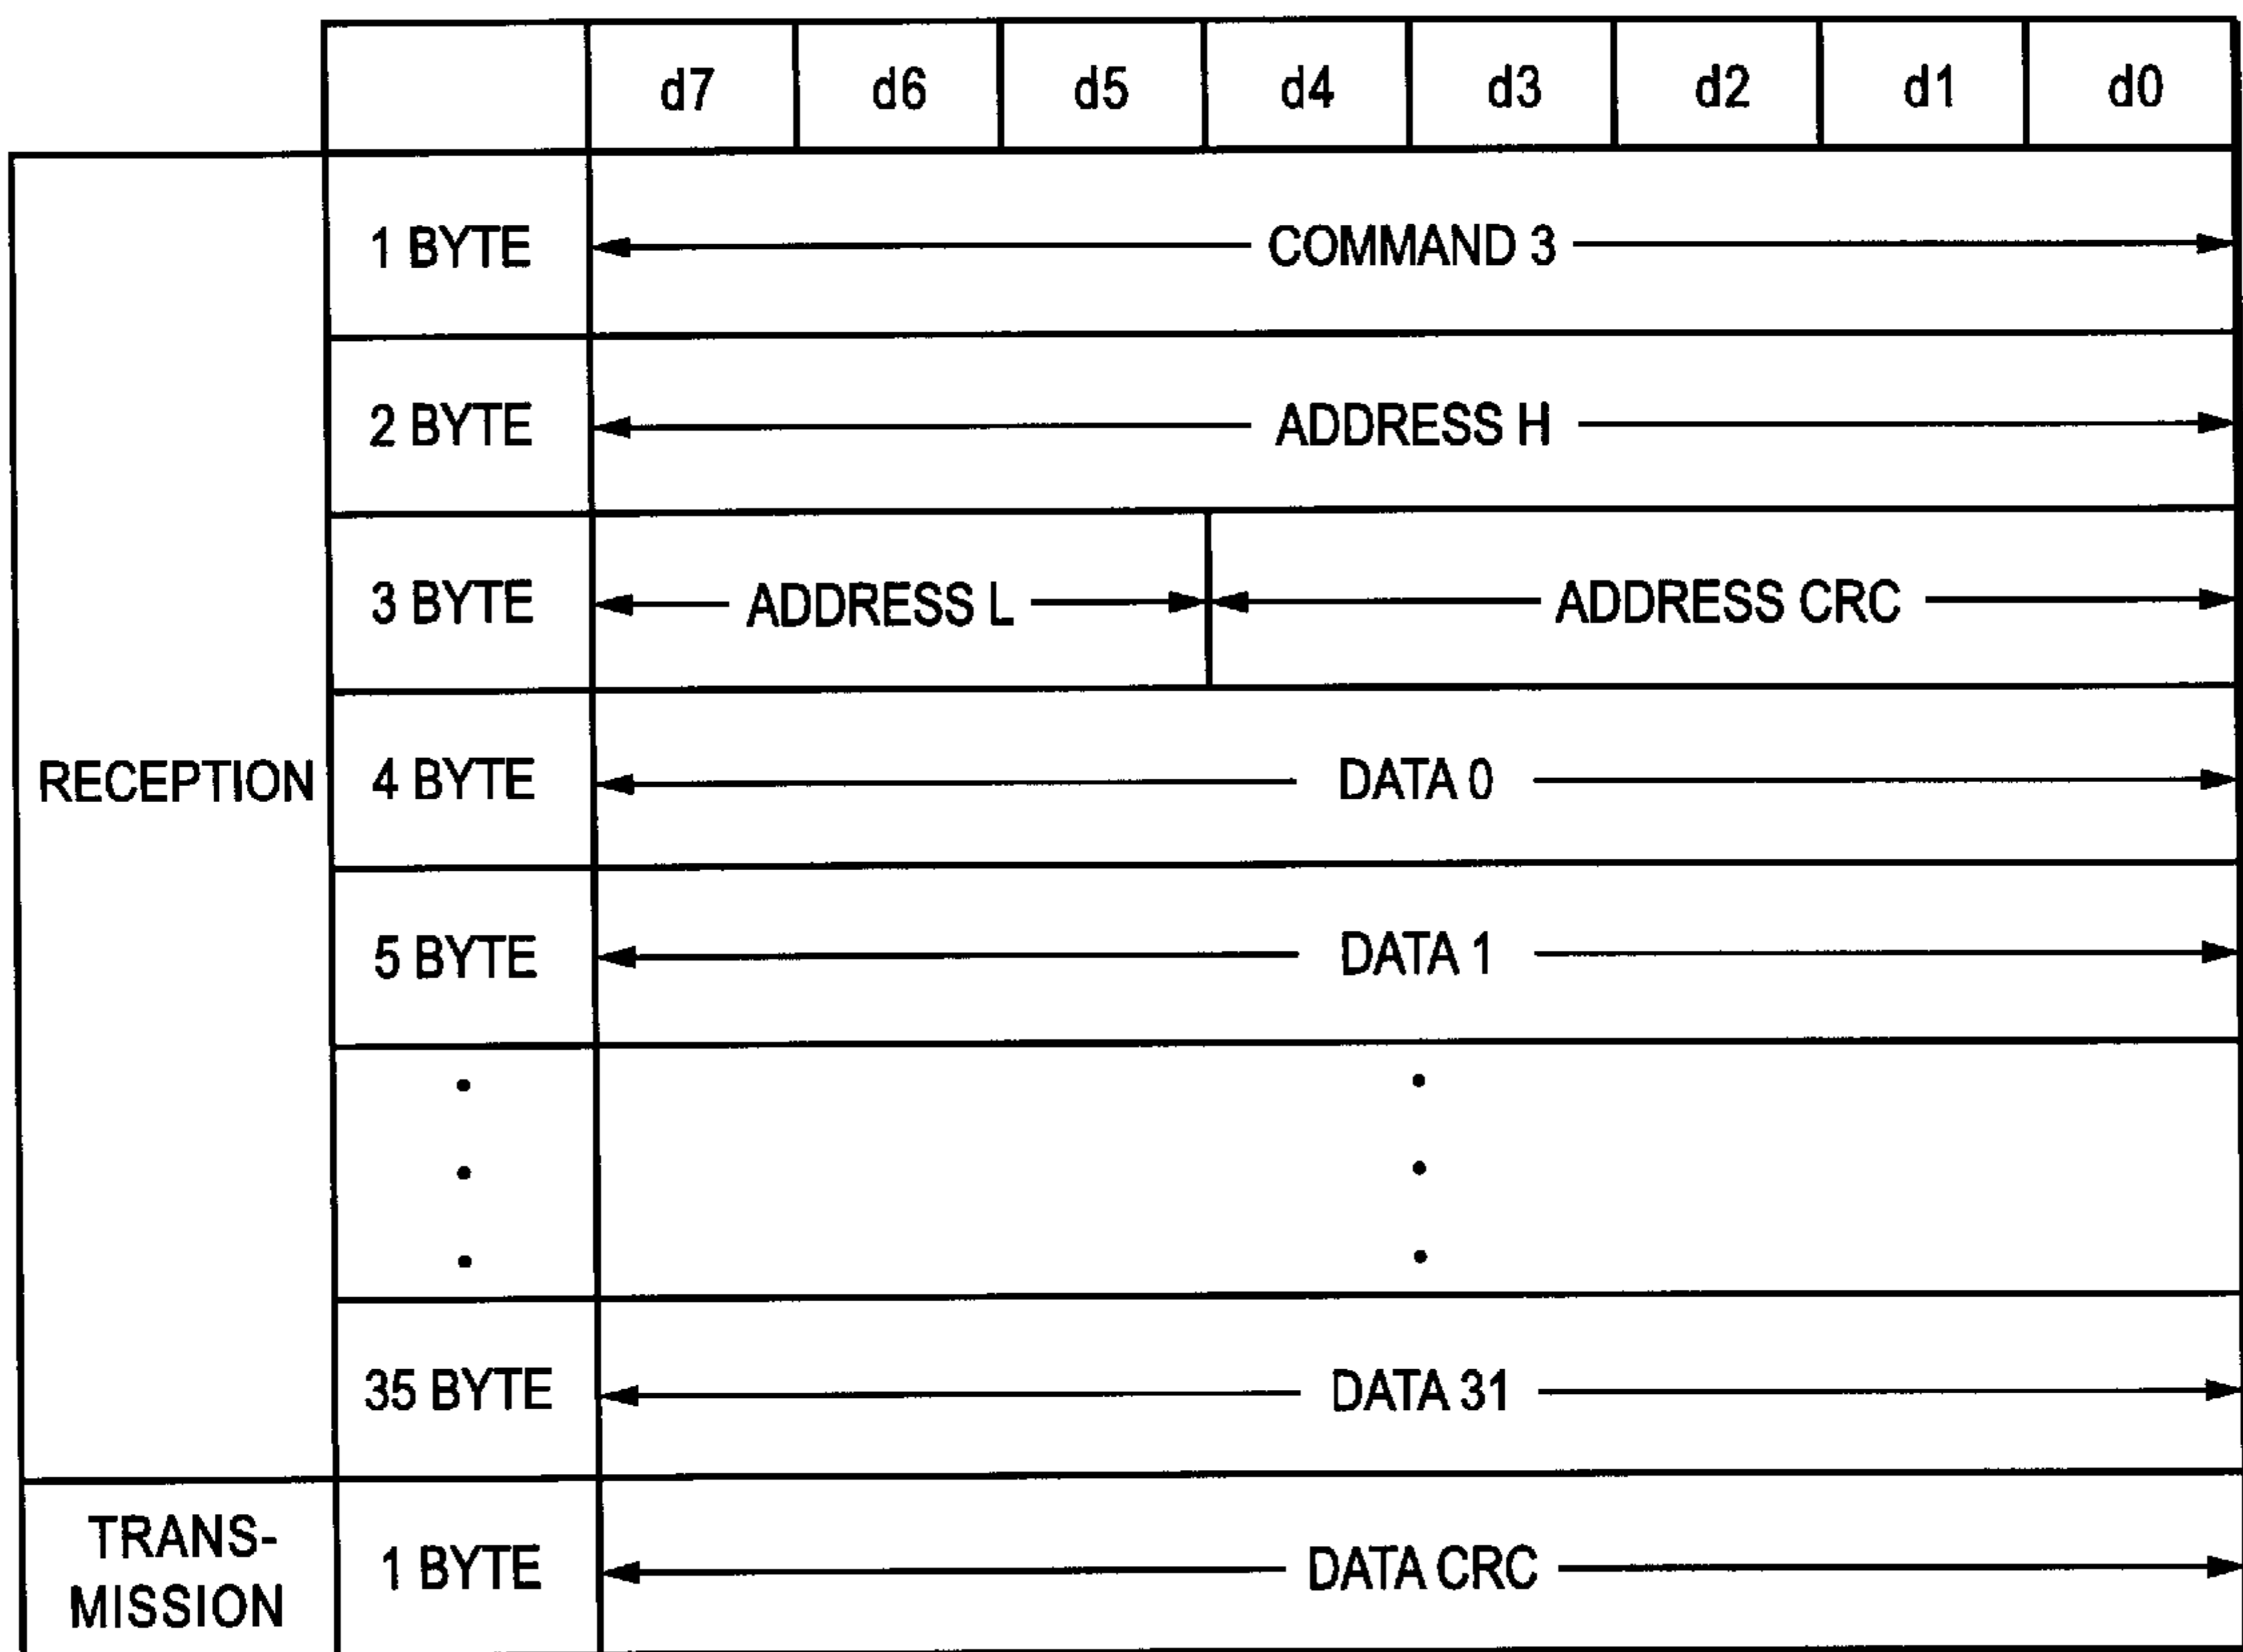 d7 d6 d5 d4 d3 d2 d1 d0
1 BYTE COMMAND 3
2 BYTE ADDRESS H
3 BYTE ADDRESS L ADDRESS CRC
RECEPTION 4 BYTE DATA 0
5 BYTE DATA 1
35 BYTE DATA 31
TRANS-
MISSION 1 BYTE DATA CRC